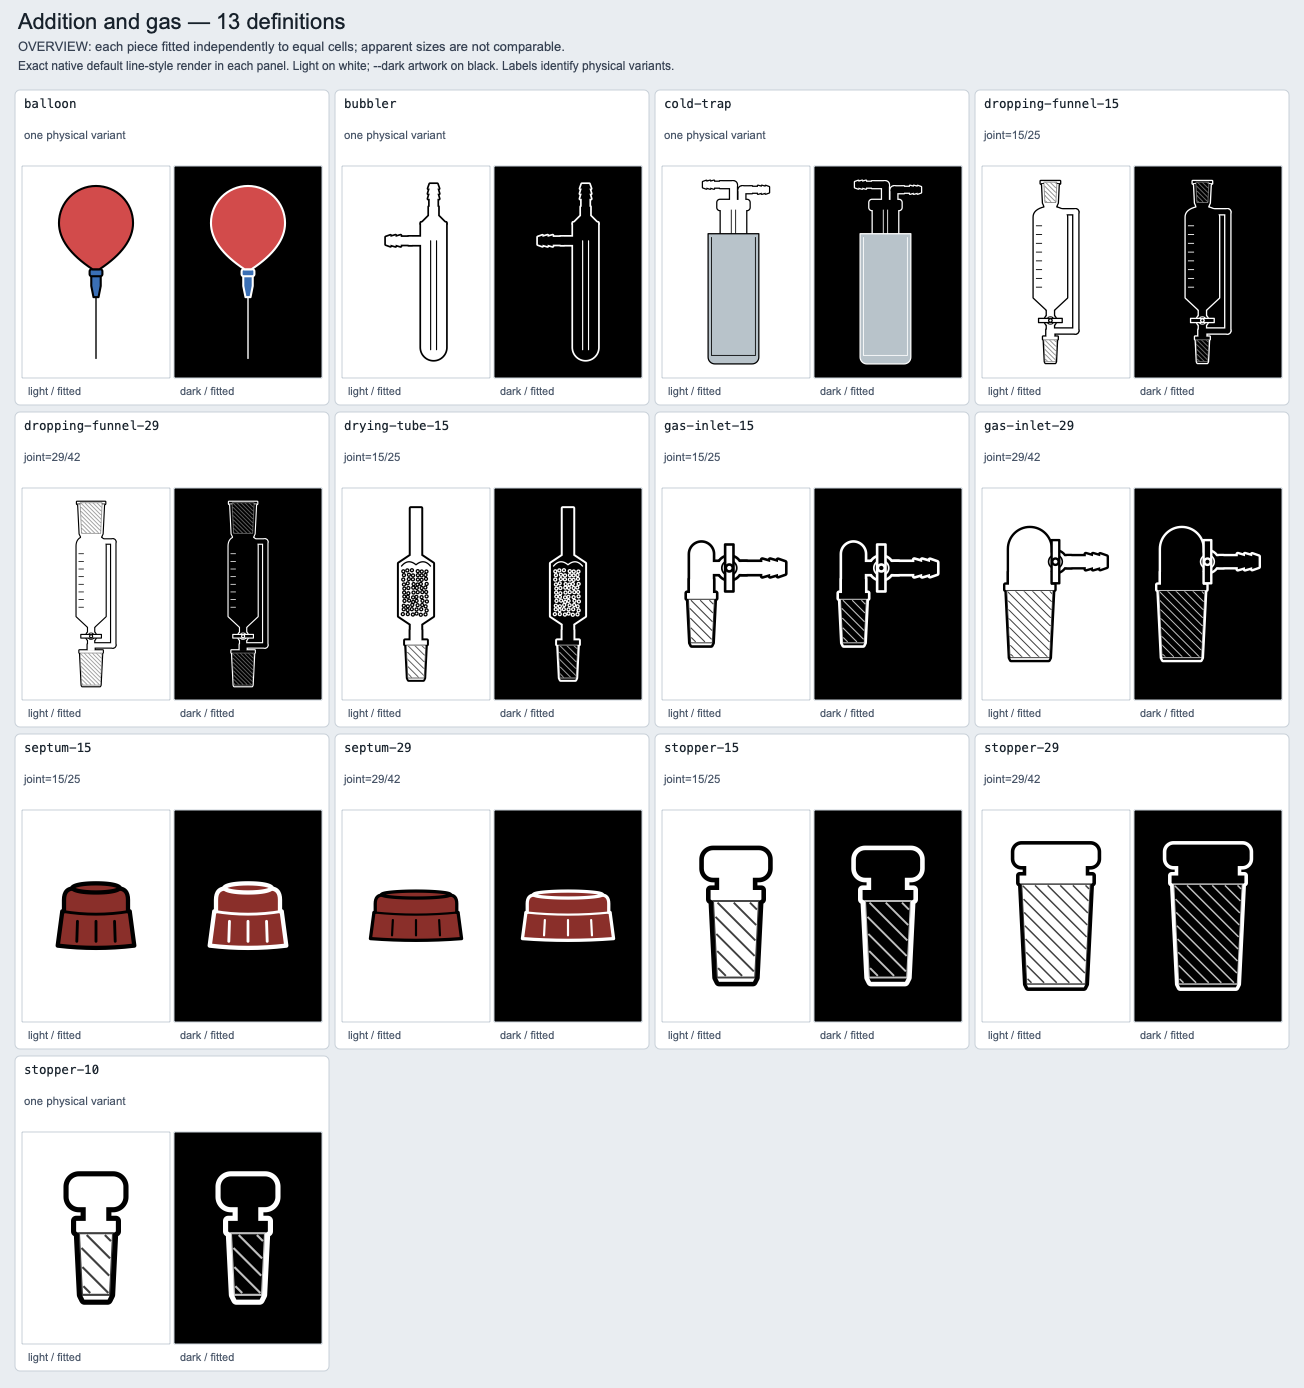 Addition and gas — 13 definitions
OVERVIEW: each piece fitted independently to equal cells; apparent sizes are not comparable.
Exact native default line-style render in each panel. Light on white; --dark artwork on black. Labels identify physical variants.
balloon
one physical variant
light / fitted
dark / fitted
bubbler
one physical variant
light / fitted
dark / fitted
cold-trap
one physical variant
light / fitted
dark / fitted
dropping-funnel-15
joint=15/25
light / fitted
dark / fitted
dropping-funnel-29
joint=29/42
light / fitted
dark / fitted
drying-tube-15
joint=15/25
light / fitted
dark / fitted
gas-inlet-15
joint=15/25
light / fitted
dark / fitted
gas-inlet-29
joint=29/42
light / fitted
dark / fitted
septum-15
joint=15/25
light / fitted
dark / fitted
septum-29
joint=29/42
light / fitted
dark / fitted
stopper-15
joint=15/25
light / fitted
dark / fitted
stopper-29
joint=29/42
light / fitted
dark / fitted
stopper-10
one physical variant
light / fitted
dark / fitted